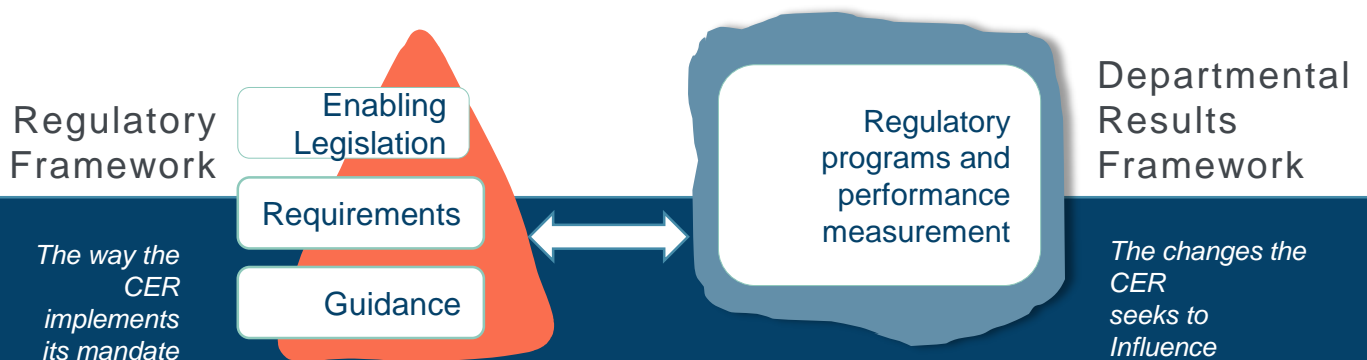 Regulatory
Framework
The way the
CER
implements
its mandate
Enabling
Legislation
Requirements
Guidance
Regulatory
programs and
performance
measurement
Departmental
Results
Framework
The changes the
CER
seeks to
Influence